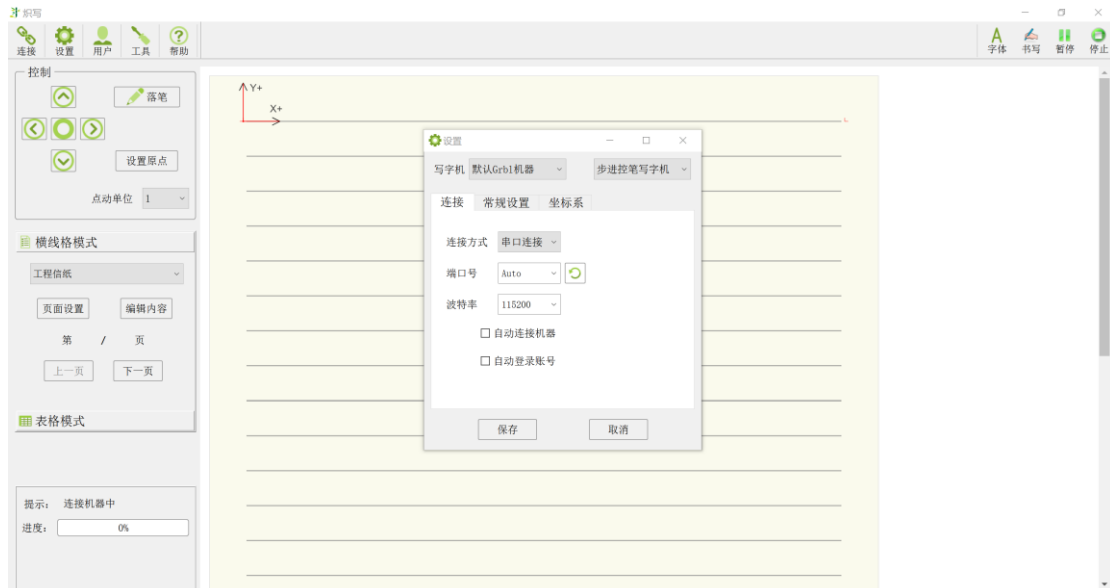 织写
连接 设置 用户 工具 帮助
字体 书写 暂停 停止
控制
落笔
设置原点
点动单位 1
横线格模式
工程信纸
页面设置 编辑内容
第 / 页
上一页 下一页
表格模式
提示: 连接机器中
进度: 0%
Y+
X+
设置
写字机 默认Grbl机器 步进控笔写字机
连接 常规设置 坐标系
连接方式 串口连接
端口号 Auto
波特率 115200
自动连接机器
自动登录账号
保存 取消